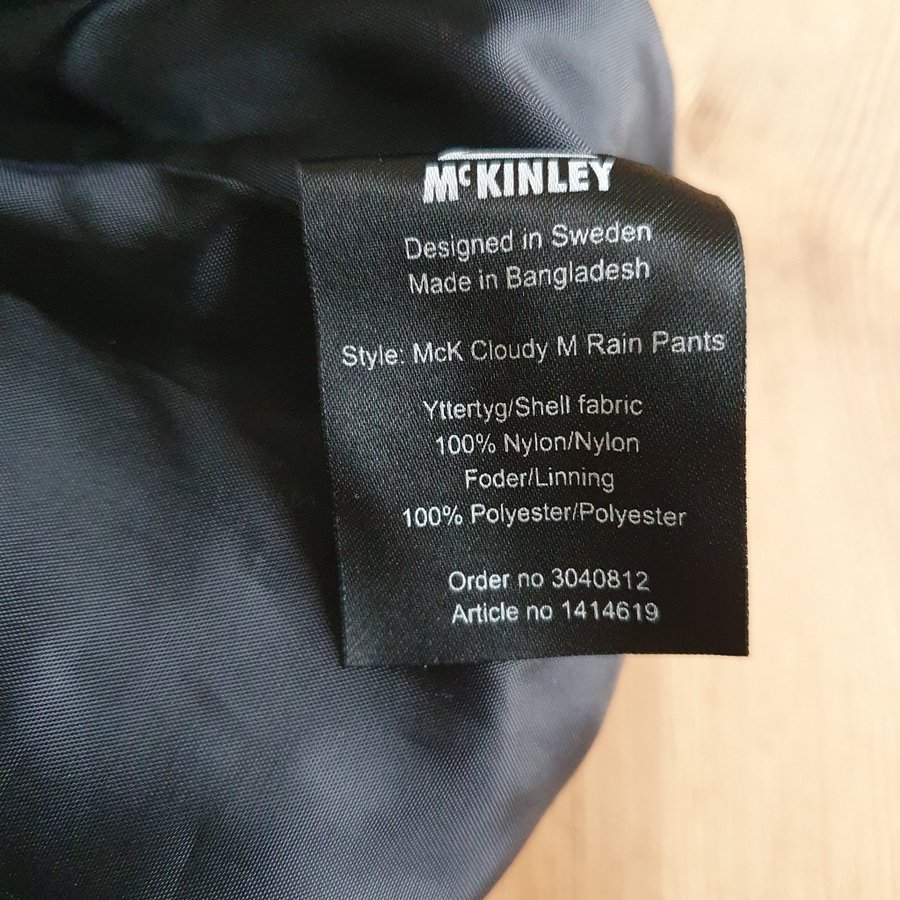 McKINLEY
Designed in Sweden
Made in Bangladesh
Style: McK Cloudy M Rain Pants
Yttertyg/Shell fabric
100% Nylon/Nylon
Foder/Linning
100% Polyester/Polyester
Order no 3040812
Article no 1414619